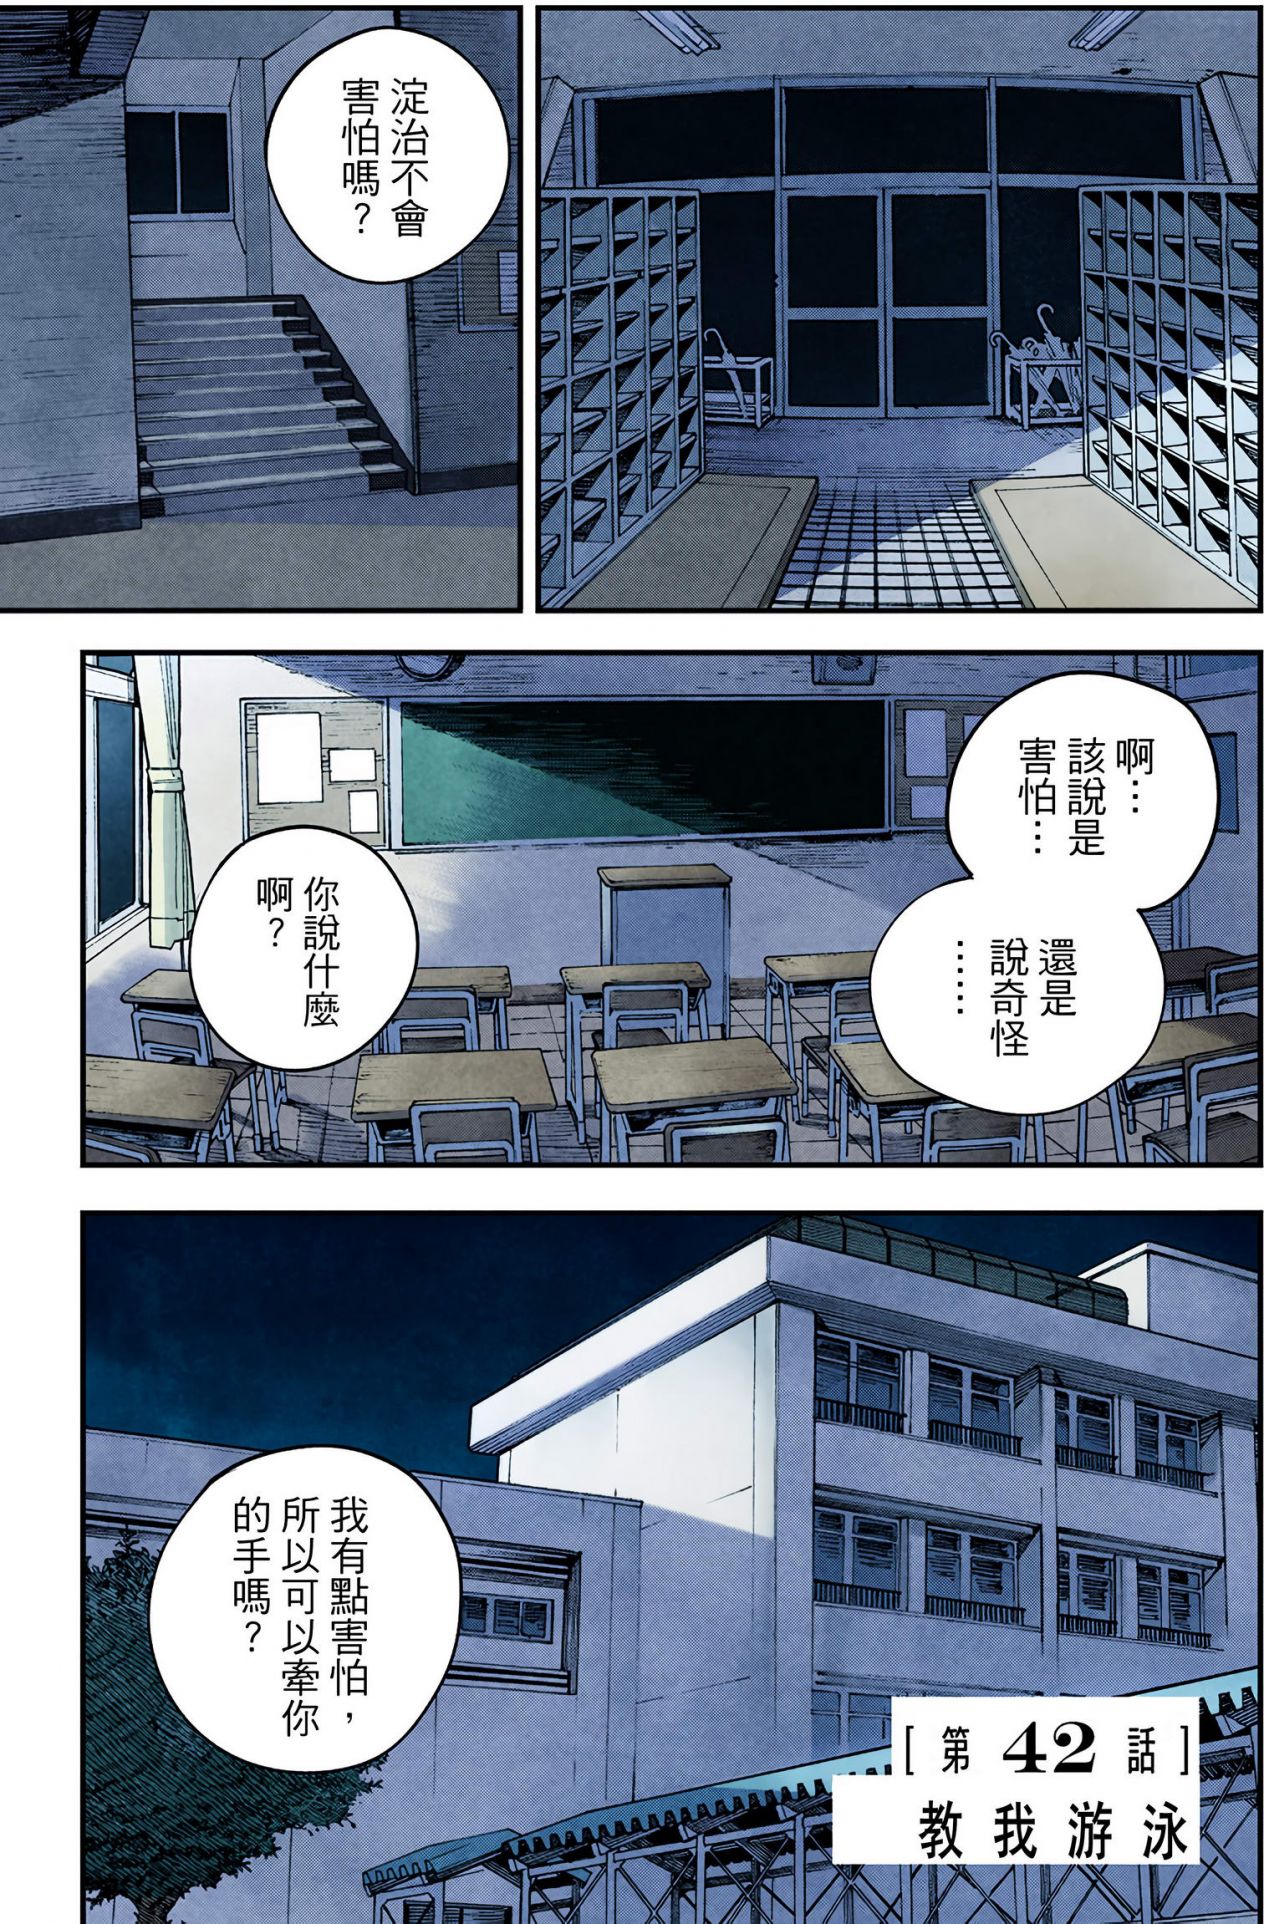 淀治不會
害怕嗎？
啊⋯
該說是
害怕⋯
還是
說奇怪
⋯⋯
你說什麼
啊？
我有點害怕，
所以可以牽你
的手嗎？
[第42話]
教我游泳